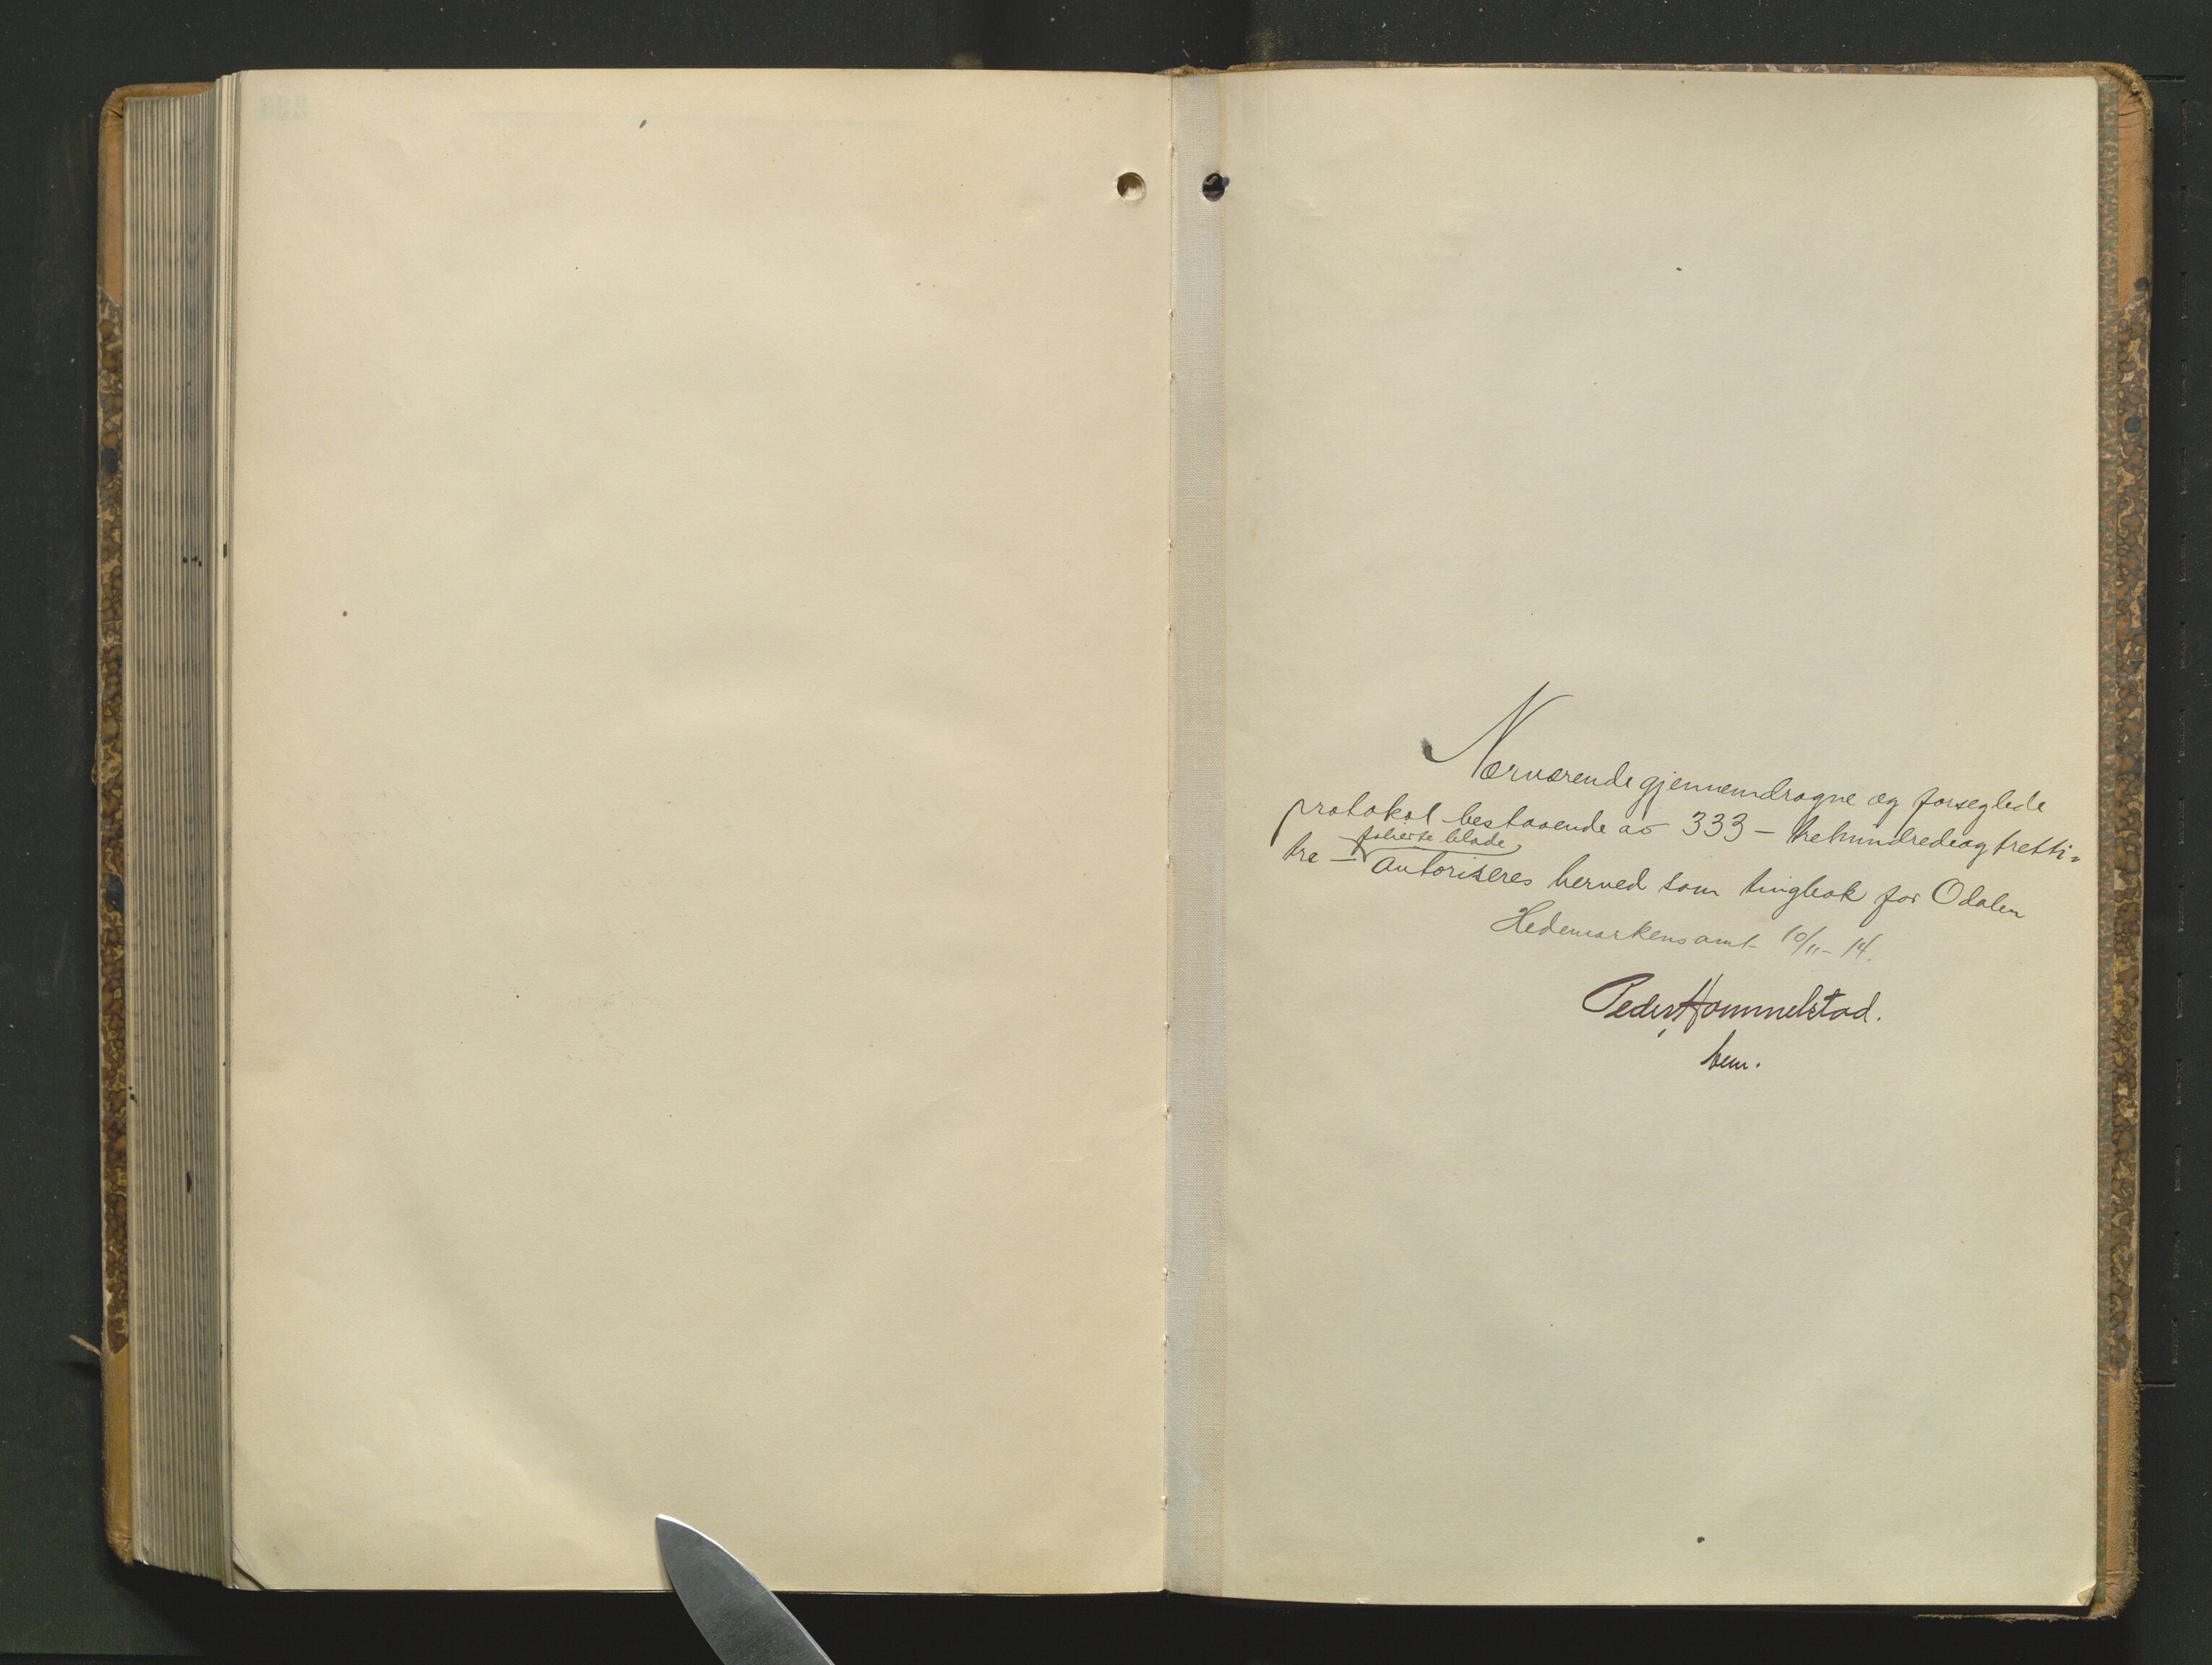 Nærværende gjennemdragne og forseglede
protokol bestaaende av 333 – trehundredeogtretti=
tre – folierte blade
autoriseres herved som tingbok for Odalen
Hedemarkens amt 10/11 – 14.
Peder Hommelstad.